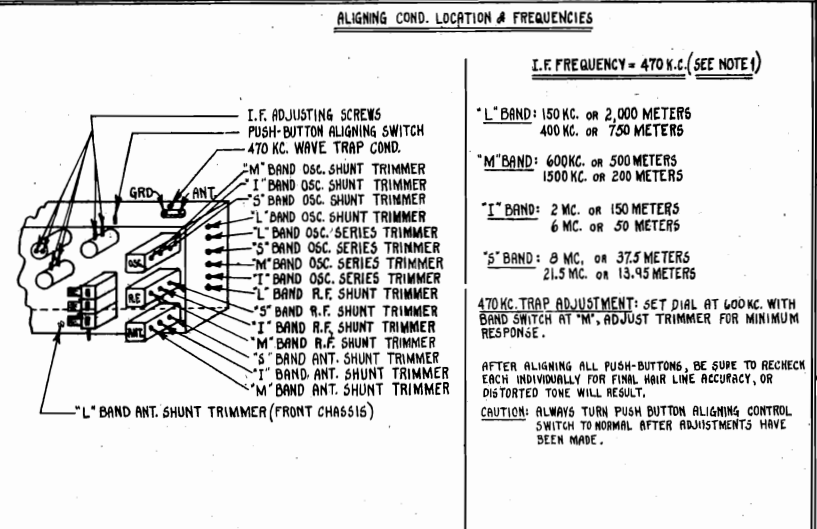 ALIGNING COND. LOCATION & FREQUENCIES
I.F. ADJUSTING SCREWS
PUSH-BUTTON ALIGNING SWITCH
470 KC. WAVE TRAP COND.
"M" BAND OSC. SHUNT TRIMMER
"I" BAND OSC. SHUNT TRIMMER
"S" BAND OSC. SHUNT TRIMMER
"L" BAND OSC. SHUNT TRIMMER
"L" BAND OSC. SERIES TRIMMER
"S" BAND OSC. SERIES TRIMMER
"M" BAND OSC. SERIES TRIMMER
"I" BAND OSC. SERIES TRIMMER
"L" BAND R.F. SHUNT TRIMMER
"S" BAND R.F. SHUNT TRIMMER
"I" BAND R.F. SHUNT TRIMMER
"M" BAND R.F. SHUNT TRIMMER
"S" BAND ANT. SHUNT TRIMMER
"I" BAND. ANT. SHUNT TRIMMER
"M" BAND ANT. SHUNT TRIMMER
"L" BAND ANT. SHUNT TRIMMER (FRONT CHASSIS)
GRD
ANT.
OSC.
R.F.
ANT.
I.F. FREQUENCY = 470 K.C. (SEE NOTE 1)
"L" BAND: 150 KC. OR 2,000 METERS
400 KC. OR 750 METERS
"M" BAND: 600KC. OR 500 METERS
1500 KC. OR 200 METERS
"I" BAND: 2 MC. OR 150 METERS
6 MC. OR 50 METERS
"S" BAND: 8 MC. OR 37.5 METERS
21.5 MC. OR 13.95 METERS
470 KC. TRAP ADJUSTMENT: SET DIAL AT 600 KC. WITH
BAND SWITCH AT "M", ADJUST TRIMMER FOR MINIMUM
RESPONSE.
AFTER ALIGNING ALL PUSH-BUTTONS, BE SURE TO RECHECK
EACH INDIVIDUALLY FOR FINAL HAIR LINE ACCURACY, OR
DISTORTED TONE WILL RESULT.
CAUTION: ALWAYS TURN PUSH BUTTON ALIGNING CONTROL
SWITCH TO NORMAL AFTER ADJUSTMENTS HAVE
BEEN MADE.